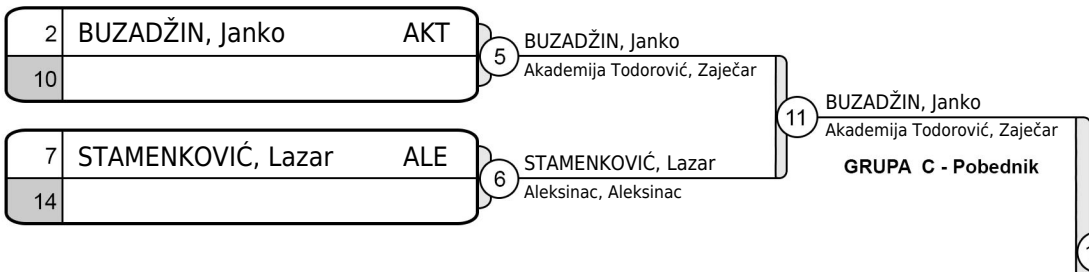 2 BUZADŽIN, Janko AKT
10
5
BUZADŽIN, Janko
Akademija Todorović, Zaječar
11
BUZADŽIN, Janko
Akademija Todorović, Zaječar
GRUPA C - Pobednik
7 STAMENKOVIĆ, Lazar ALE
14
6
STAMENKOVIĆ, Lazar
Aleksinac, Aleksinac